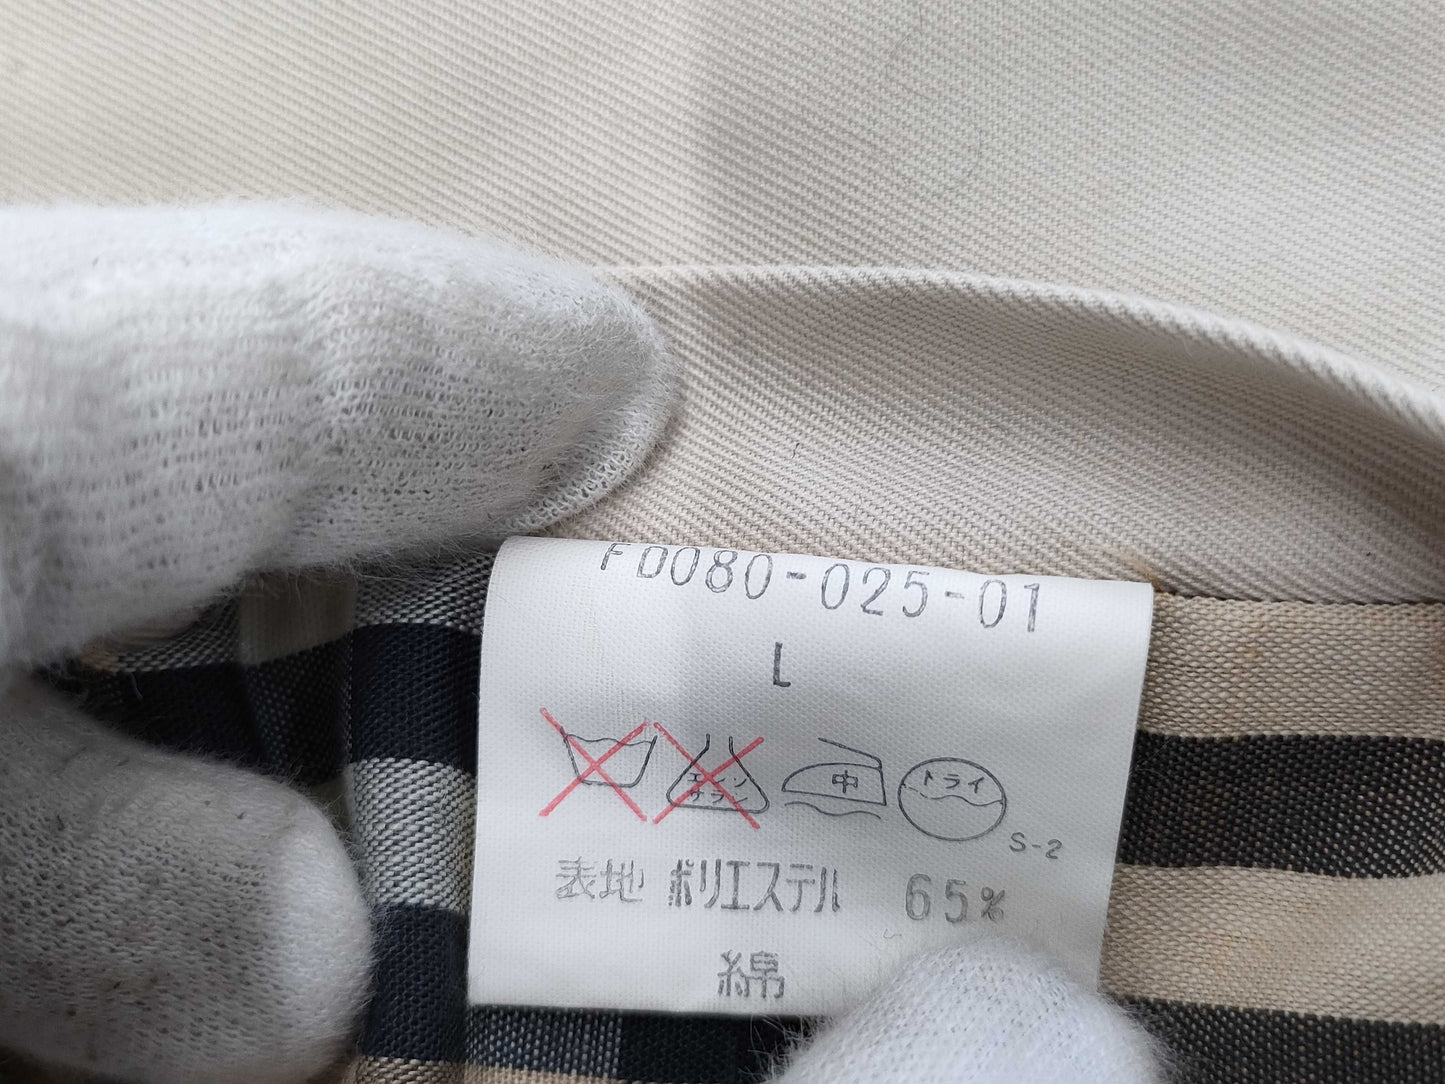 FD080-025-01
L
エンソ
サラシ
中
ドライ
S-2
表地 ポリエステル 65%
綿